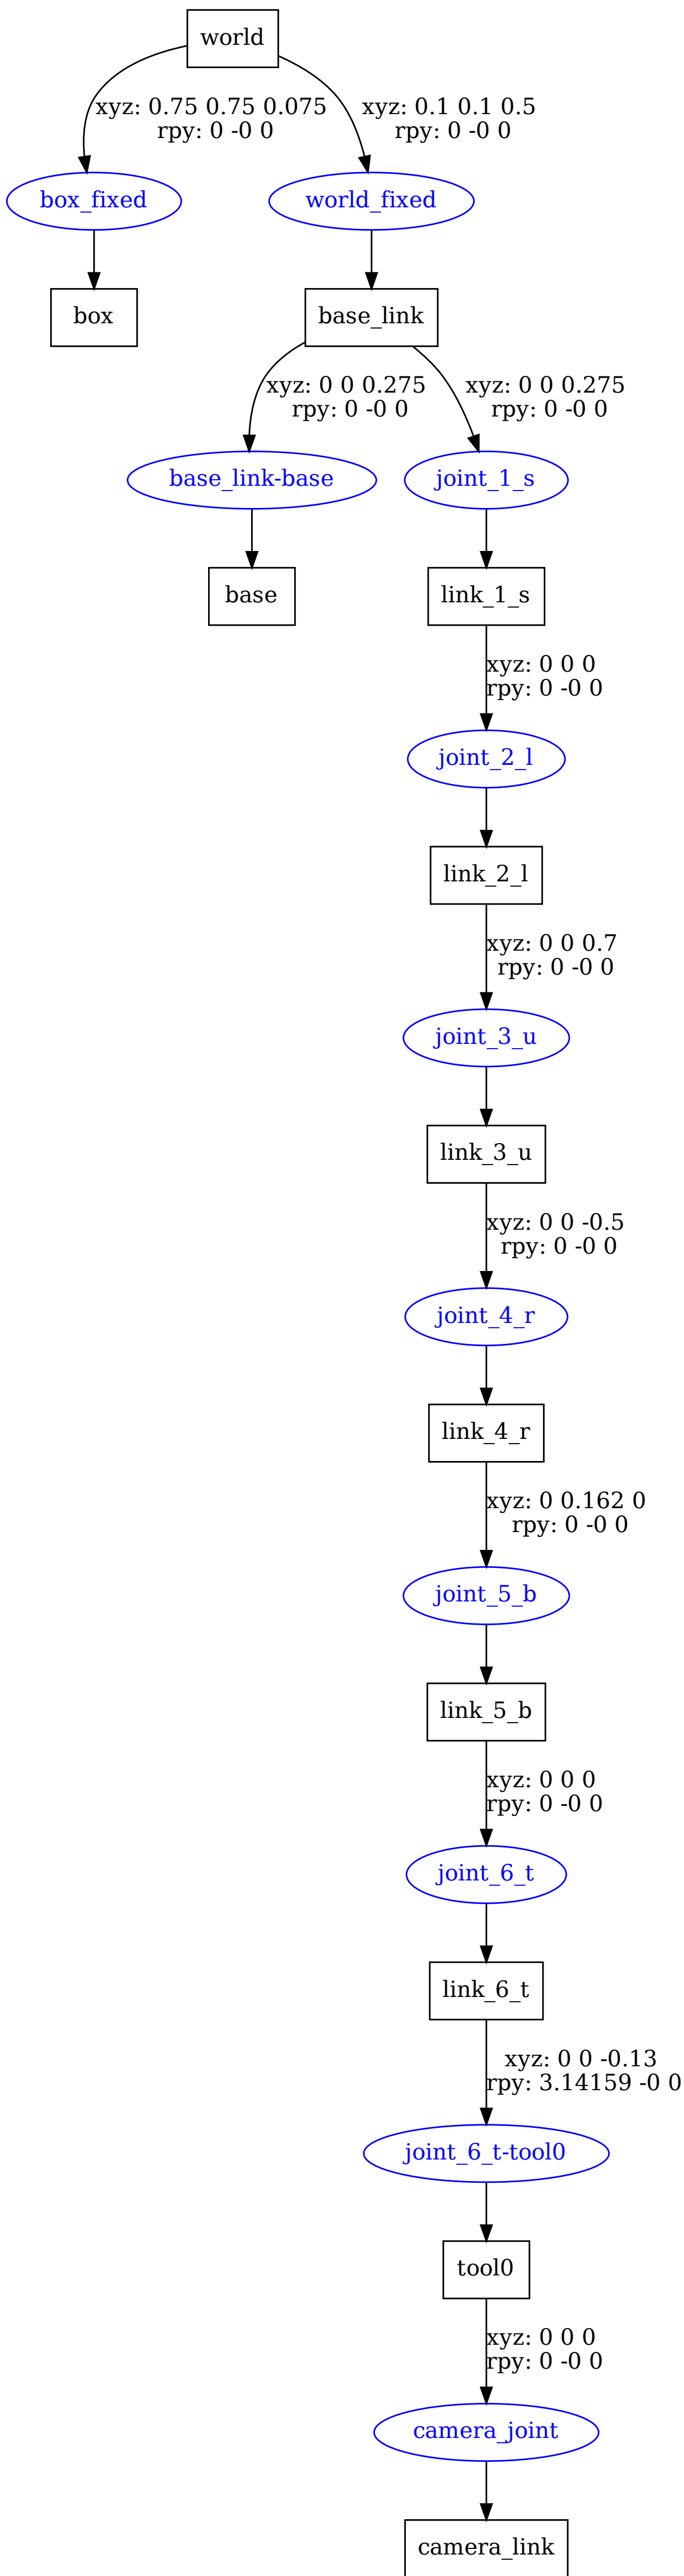 world
xyz: 0.75 0.75 0.075
rpy: 0 -0 0
xyz: 0.1 0.1 0.5
rpy: 0 -0 0
box_fixed
world_fixed
box
base_link
xyz: 0 0 0.275
rpy: 0 -0 0
xyz: 0 0 0.275
rpy: 0 -0 0
base_link-base
joint_1_s
base
link_1_s
xyz: 0 0 0
rpy: 0 -0 0
joint_2_l
link_2_l
xyz: 0 0 0.7
rpy: 0 -0 0
joint_3_u
link_3_u
xyz: 0 0 -0.5
rpy: 0 -0 0
joint_4_r
link_4_r
xyz: 0 0.162 0
rpy: 0 -0 0
joint_5_b
link_5_b
xyz: 0 0 0
rpy: 0 -0 0
joint_6_t
link_6_t
xyz: 0 0 -0.13
rpy: 3.14159 -0 0
joint_6_t-tool0
tool0
xyz: 0 0 0
rpy: 0 -0 0
camera_joint
camera_link